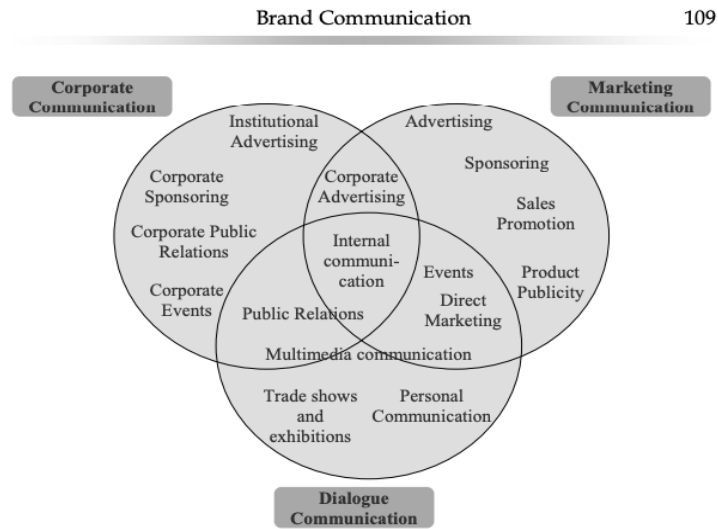 Brand Communication
109
Corporate
Communication
Marketing
Communication
Institutional
Advertising
Advertising
Corporate
Sponsoring
Corporate
Advertising
Sponsoring
Sales
Promotion
Corporate Public
Relations
Internal
communi-
cation
Events
Product
Publicity
Corporate
Events
Direct
Marketing
Public Relations
Multimedia communication
Trade shows
and
exhibitions
Personal
Communication
Dialogue
Communication